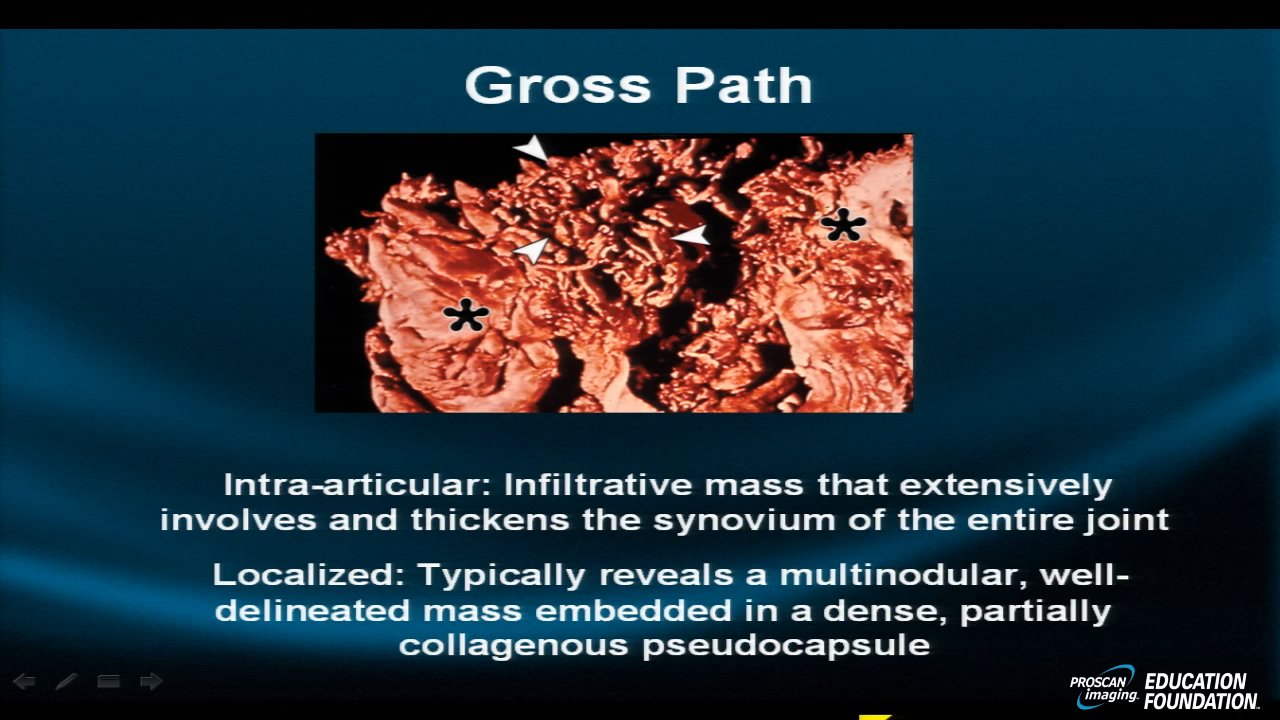 Gross Path
Intra-articular: Infiltrative mass that extensively
involves and thickens the synovium of the entire joint
Localized: Typically reveals a multinodular, well-
delineated mass embedded in a dense, partially
collagenous pseudocapsule
PROSCAN
imaging
EDUCATION
FOUNDATION